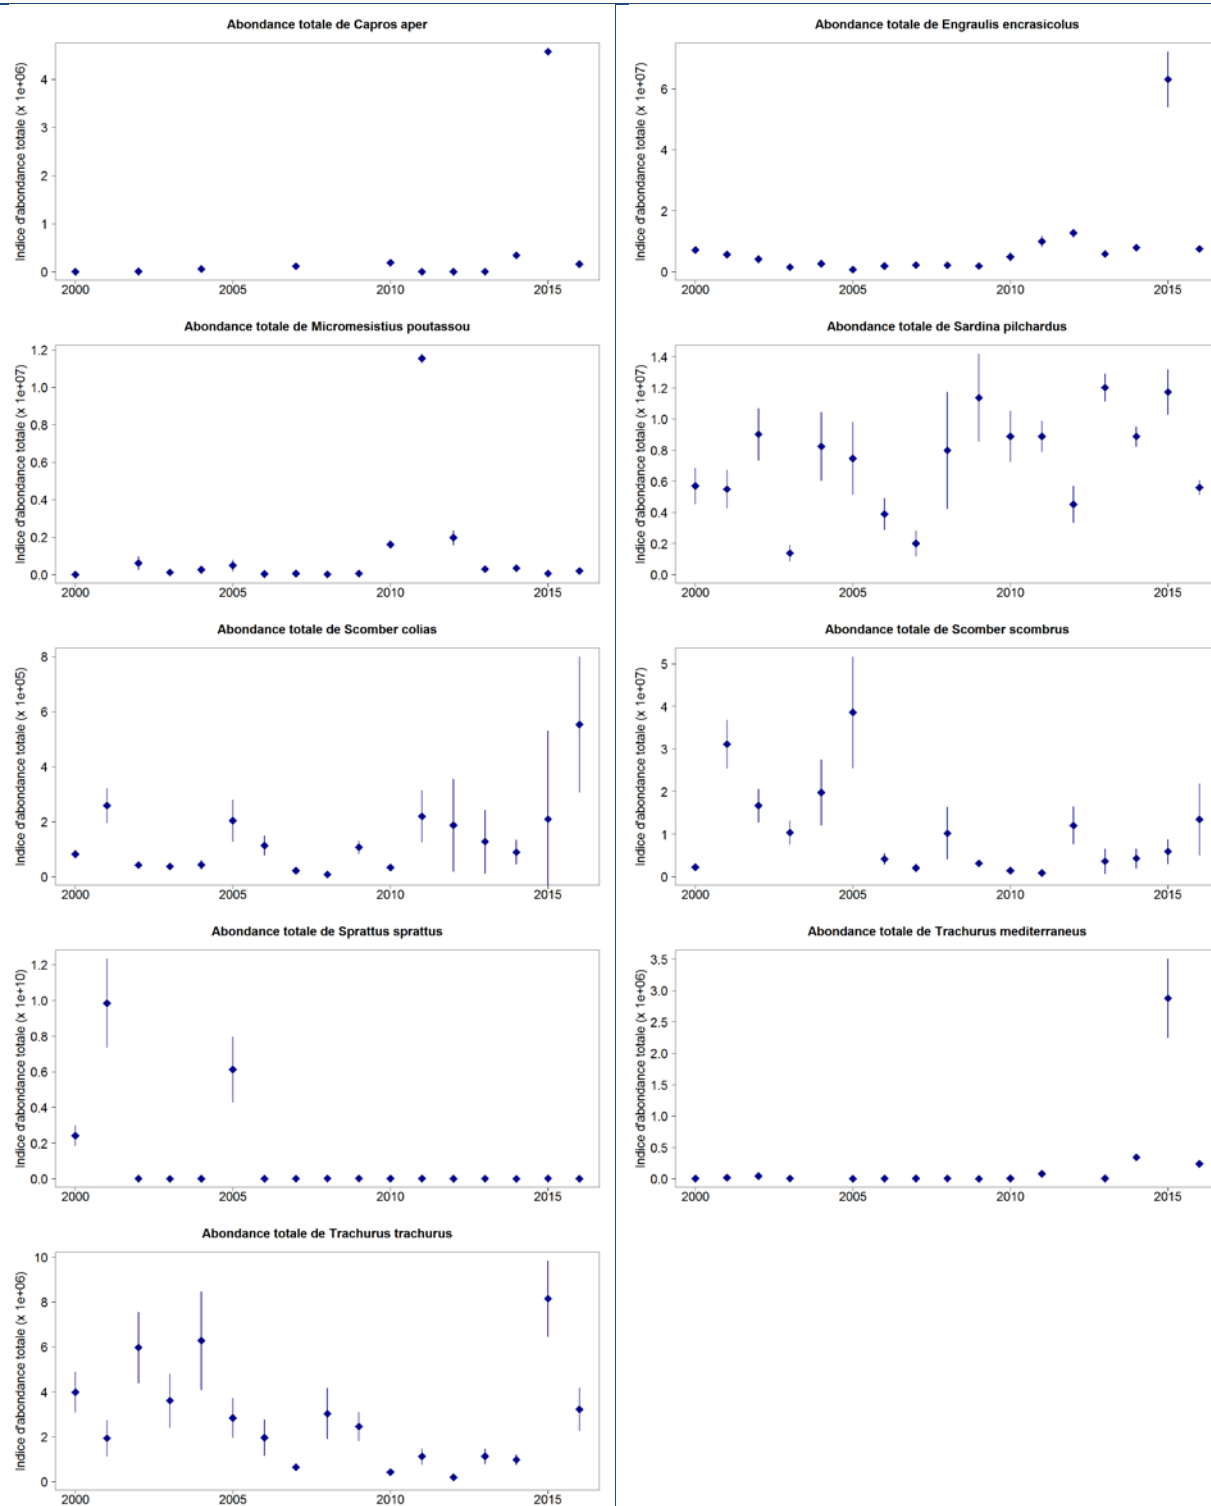 Abondance totale de Capros aper
Indice d'abondance totale (x 1e+06)
4
3
2
1
0
2000 2005 2010 2015
Abondance totale de Engraulis encrasicolus
Indice d'abondance totale (x 1e+07)
6
4
2
0
2000 2005 2010 2015
Abondance totale de Micromesistius poutassou
Indice d'abondance totale (x 1e+07)
1.2
1.0
0.8
0.6
0.4
0.2
0.0
2000 2005 2010 2015
Abondance totale de Sardina pilchardus
Indice d'abondance totale (x 1e+07)
1.4
1.2
1.0
0.8
0.6
0.4
0.2
0.0
2000 2005 2010 2015
Abondance totale de Scomber colias
Indice d'abondance totale (x 1e+05)
8
6
4
2
0
2000 2005 2010 2015
Abondance totale de Scomber scombrus
Indice d'abondance totale (x 1e+07)
5
4
3
2
1
0
2000 2005 2010 2015
Abondance totale de Sprattus sprattus
Indice d'abondance totale (x 1e+10)
1.2
1.0
0.8
0.6
0.4
0.2
0.0
2000 2005 2010 2015
Abondance totale de Trachurus mediterraneus
Indice d'abondance totale (x 1e+06)
3.5
3.0
2.5
2.0
1.5
1.0
0.5
0.0
2000 2005 2010 2015
Abondance totale de Trachurus trachurus
Indice d'abondance totale (x 1e+06)
10
8
6
4
2
0
2000 2005 2010 2015